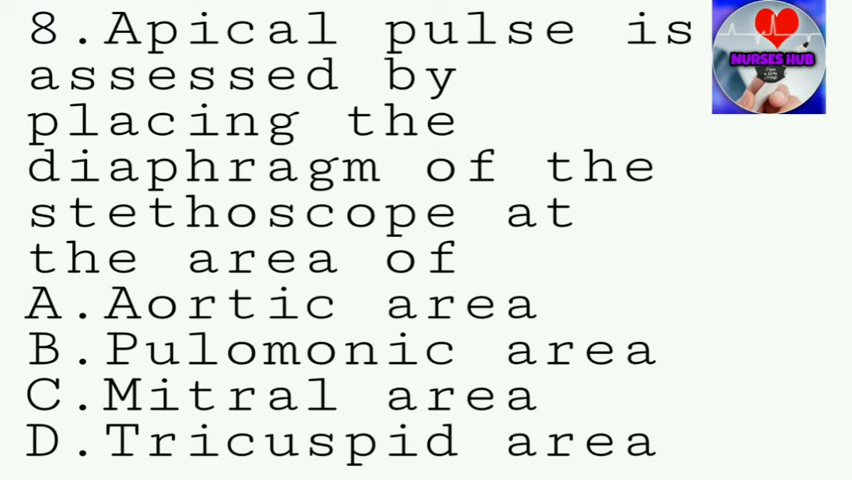 8.Apical pulse is
assessed by
placing the
diaphragm of the
stethoscope at
the area of
A.Aortic area
B.Pulomonic area
C.Mitral area
D.Tricuspid area
NURSES HUB